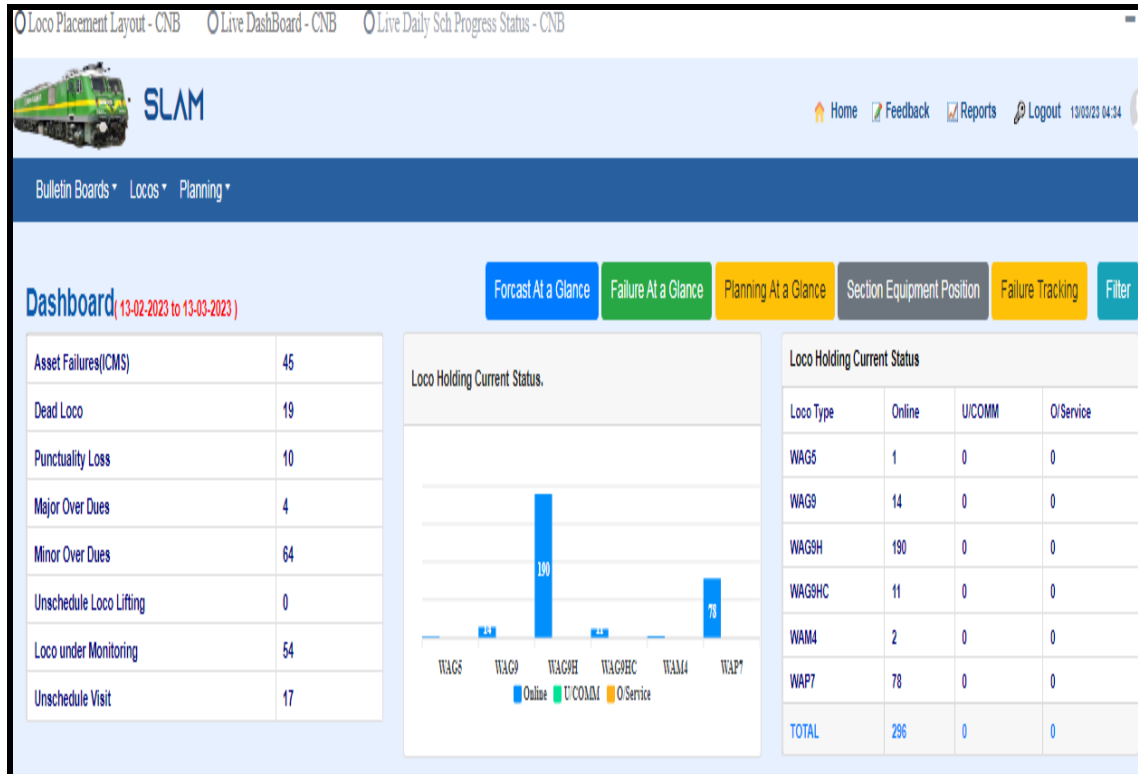 Loco Placement Layout - CNB Live DashBoard - CNB Live Daily Sch Progress Status - CNB
SLAM
Home Feedback Reports Logout 13/03/23 04:34
Bulletin Boards Locos Planning
Forcast At a Glance Failure At a Glance Planning At a Glance Section Equipment Position Failure Tracking Filter
Dashboard( 13-02-2023 to 13-03-2023 )
Asset Failures(ICMS) 45
Dead Loco 19
Punctuality Loss 10
Major Over Dues 4
Minor Over Dues 64
Unschedule Loco Lifting 0
Loco under Monitoring 54
Unschedule Visit 17
Loco Holding Current Status.
14 190 11 78
WAG5 WAG9 WAG9H WAG9HC WAM4 WAP7
Online U/COMM O/Service
Loco Holding Current Status
Loco Type Online U/COMM O/Service
WAG5 1 0 0
WAG9 14 0 0
WAG9H 190 0 0
WAG9HC 11 0 0
WAM4 2 0 0
WAP7 78 0 0
TOTAL 296 0 0